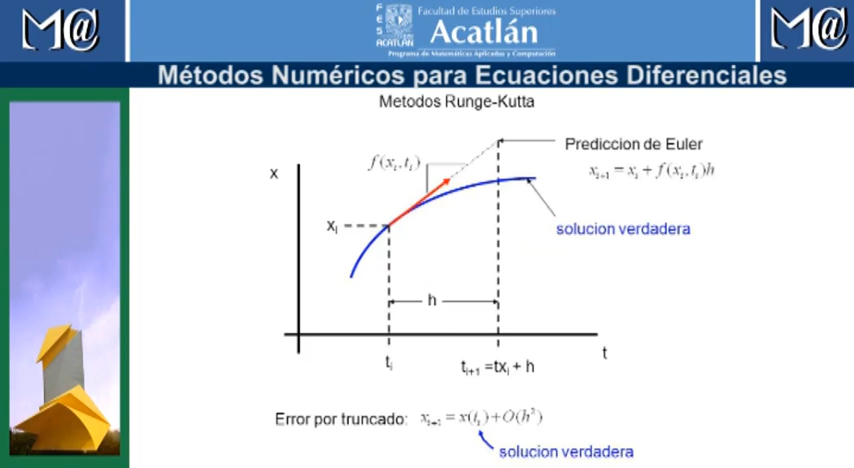 M@
FES ACATLÁN
Facultad de Estudios Superiores
Acatlán
Programa de Matemáticas Aplicadas y Computación
M@
Métodos Numéricos para Ecuaciones Diferenciales
Metodos Runge-Kutta
Prediccion de Euler
f(xᵢ,tᵢ)
xᵢ₊₁ = xᵢ + f(xᵢ,tᵢ)h
x
xᵢ
solucion verdadera
h
tᵢ
tᵢ₊₁ =txᵢ + h
t
Error por truncado: xᵢ₊₁ = x(tᵢ)+O(h²)
solucion verdadera